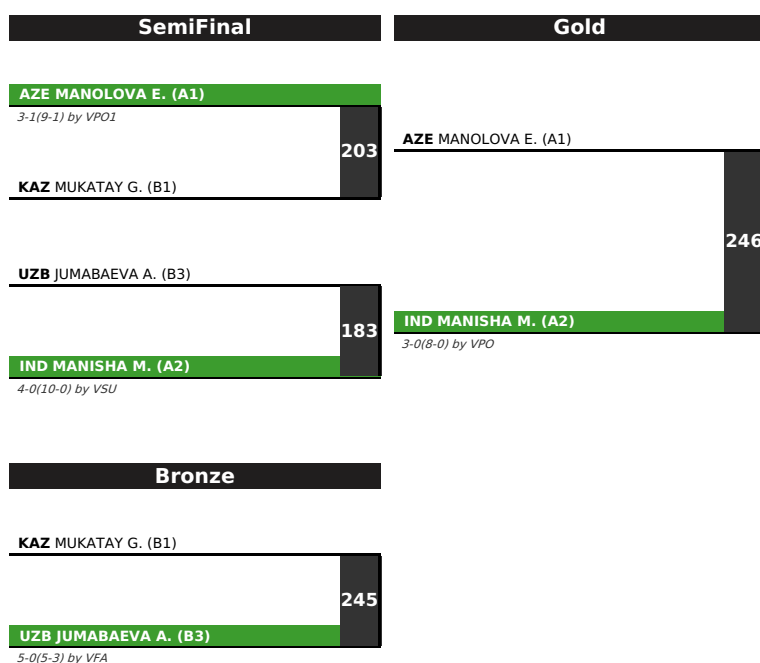 SemiFinal
AZE MANOLOVA E. (A1)
3-1(9-1) by VPO1
203
KAZ MUKATAY G. (B1)
UZB JUMABAEVA A. (B3)
183
IND MANISHA M. (A2)
4-0(10-0) by VSU
Gold
AZE MANOLOVA E. (A1)
246
IND MANISHA M. (A2)
3-0(8-0) by VPO
Bronze
KAZ MUKATAY G. (B1)
245
UZB JUMABAEVA A. (B3)
5-0(5-3) by VFA